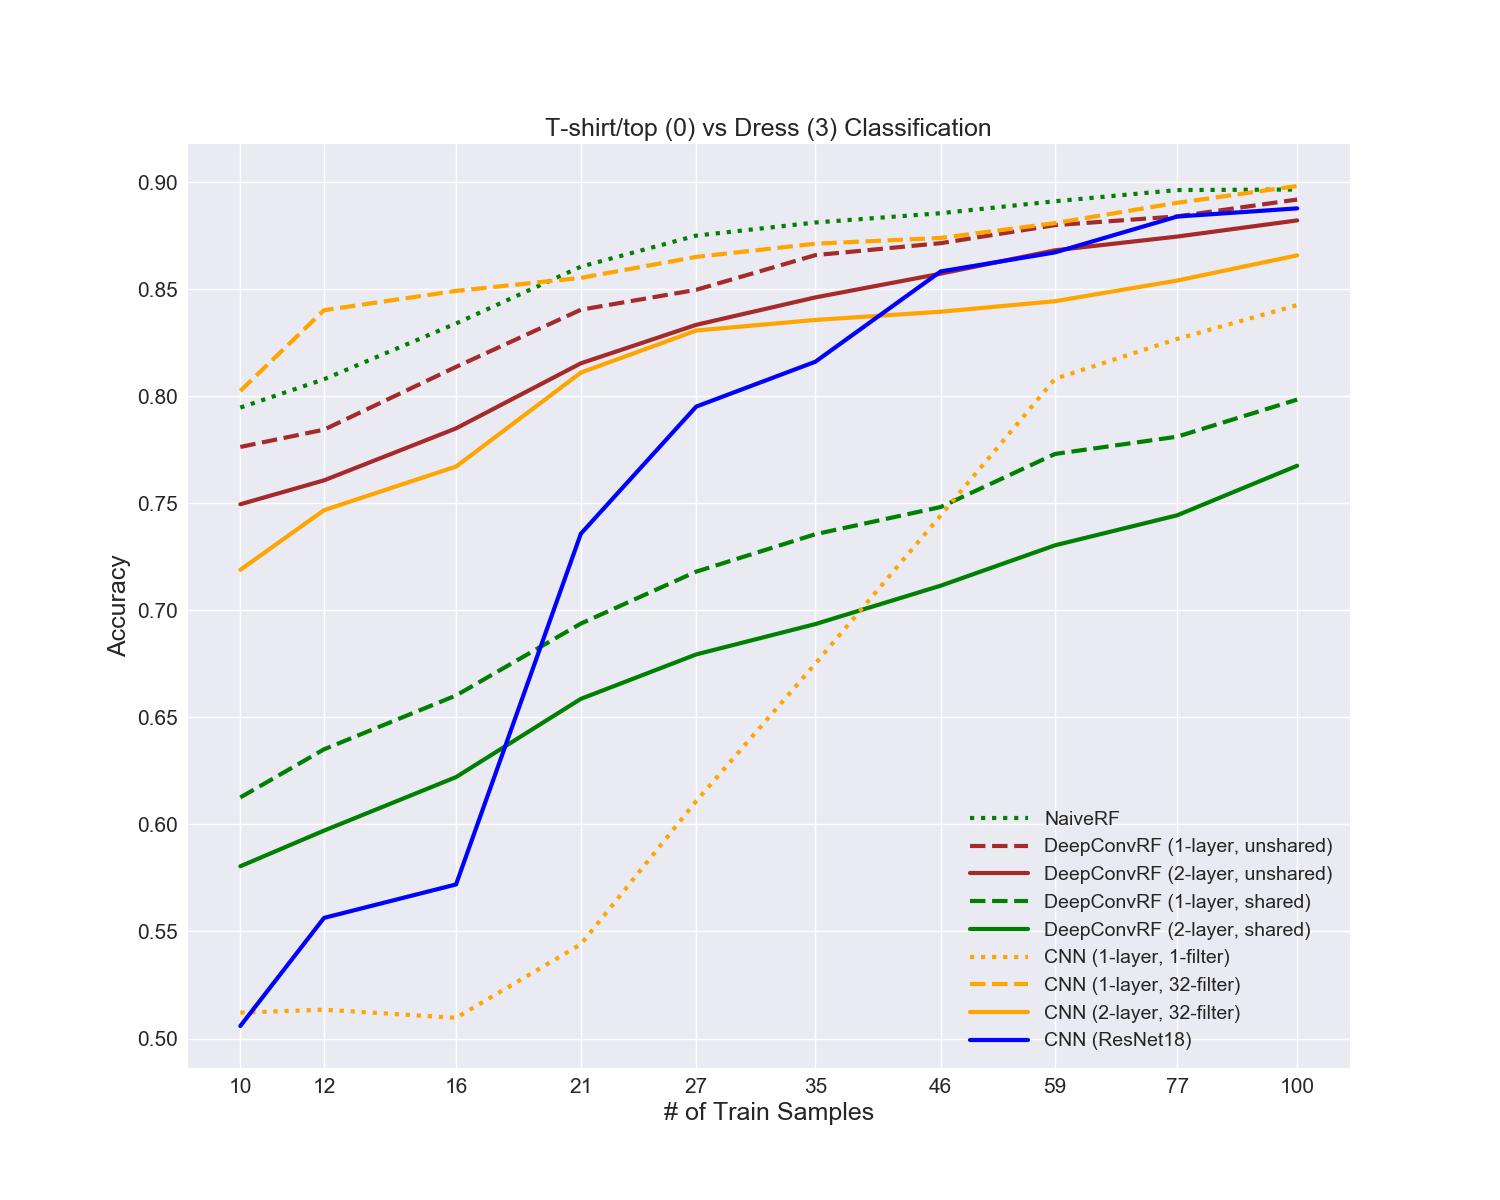 T-shirt/top (0) vs Dress (3) Classification
0.90
0.85
0.80
0.75
0.70
0.65
0.60
0.55
0.50
Accuracy
NaiveRF
DeepConvRF (1-layer, unshared)
DeepConvRF (2-layer, unshared)
DeepConvRF (1-layer, shared)
DeepConvRF (2-layer, shared)
CNN (1-layer, 1-filter)
CNN (1-layer, 32-filter)
CNN (2-layer, 32-filter)
CNN (ResNet18)
10 12 16 21 27 35 46 59 77 100
# of Train Samples